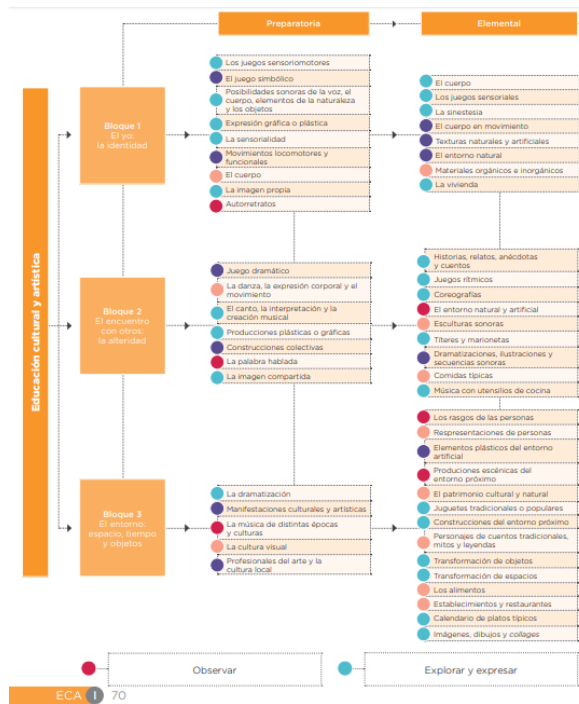 Preparatoria
Elemental
Educación cultural y artística
Bloque 1
El yo:
la identidad
Los juegos sensoriomotores
El juego simbólico
Posibilidades sonoras de la voz, el
cuerpo, elementos de la naturaleza
y los objetos
Expresión gráfica o plástica
La sensorialidad
Movimientos locomotores y
funcionales
El cuerpo
La imagen propia
Autorretratos
El cuerpo
Los juegos sensoriales
La sinestesia
El cuerpo en movimiento
Texturas naturales y artificiales
El entorno natural
Materiales orgánicos e inorgánicos
La vivienda
Bloque 2
El encuentro
con otros:
la alteridad
Juego dramático
La danza, la expresión corporal y el
movimiento
El canto, la interpretación y la
creación musical
Producciones plásticas o gráficas
Construcciones colectivas
La palabra hablada
La imagen compartida
Historias, relatos, anécdotas
y cuentos
Juegos rítmicos
Coreografías
El entorno natural y artificial
Esculturas sonoras
Títeres y marionetas
Dramatizaciones, ilustraciones y
secuencias sonoras
Comidas típicas
Música con utensilios de cocina
Bloque 3
El entorno:
espacio, tiempo
y objetos
La dramatización
Manifestaciones culturales y artísticas
La música de distintas épocas
y culturas
La cultura visual
Profesionales del arte y la
cultura local
Los rasgos de las personas
Respresentaciones de personas
Elementos plásticos del entorno
artificial
Produciones escénicas del
entorno próximo
El patrimonio cultural y natural
Juguetes tradicionales o populares
Construcciones del entorno próximo
Personajes de cuentos tradicionales,
mitos y leyendas
Transformación de objetos
Transformación de espacios
Los alimentos
Establecimientos y restaurantes
Calendario de platos típicos
Imágenes, dibujos y collages
Observar
Explorar y expresar
ECA I 70